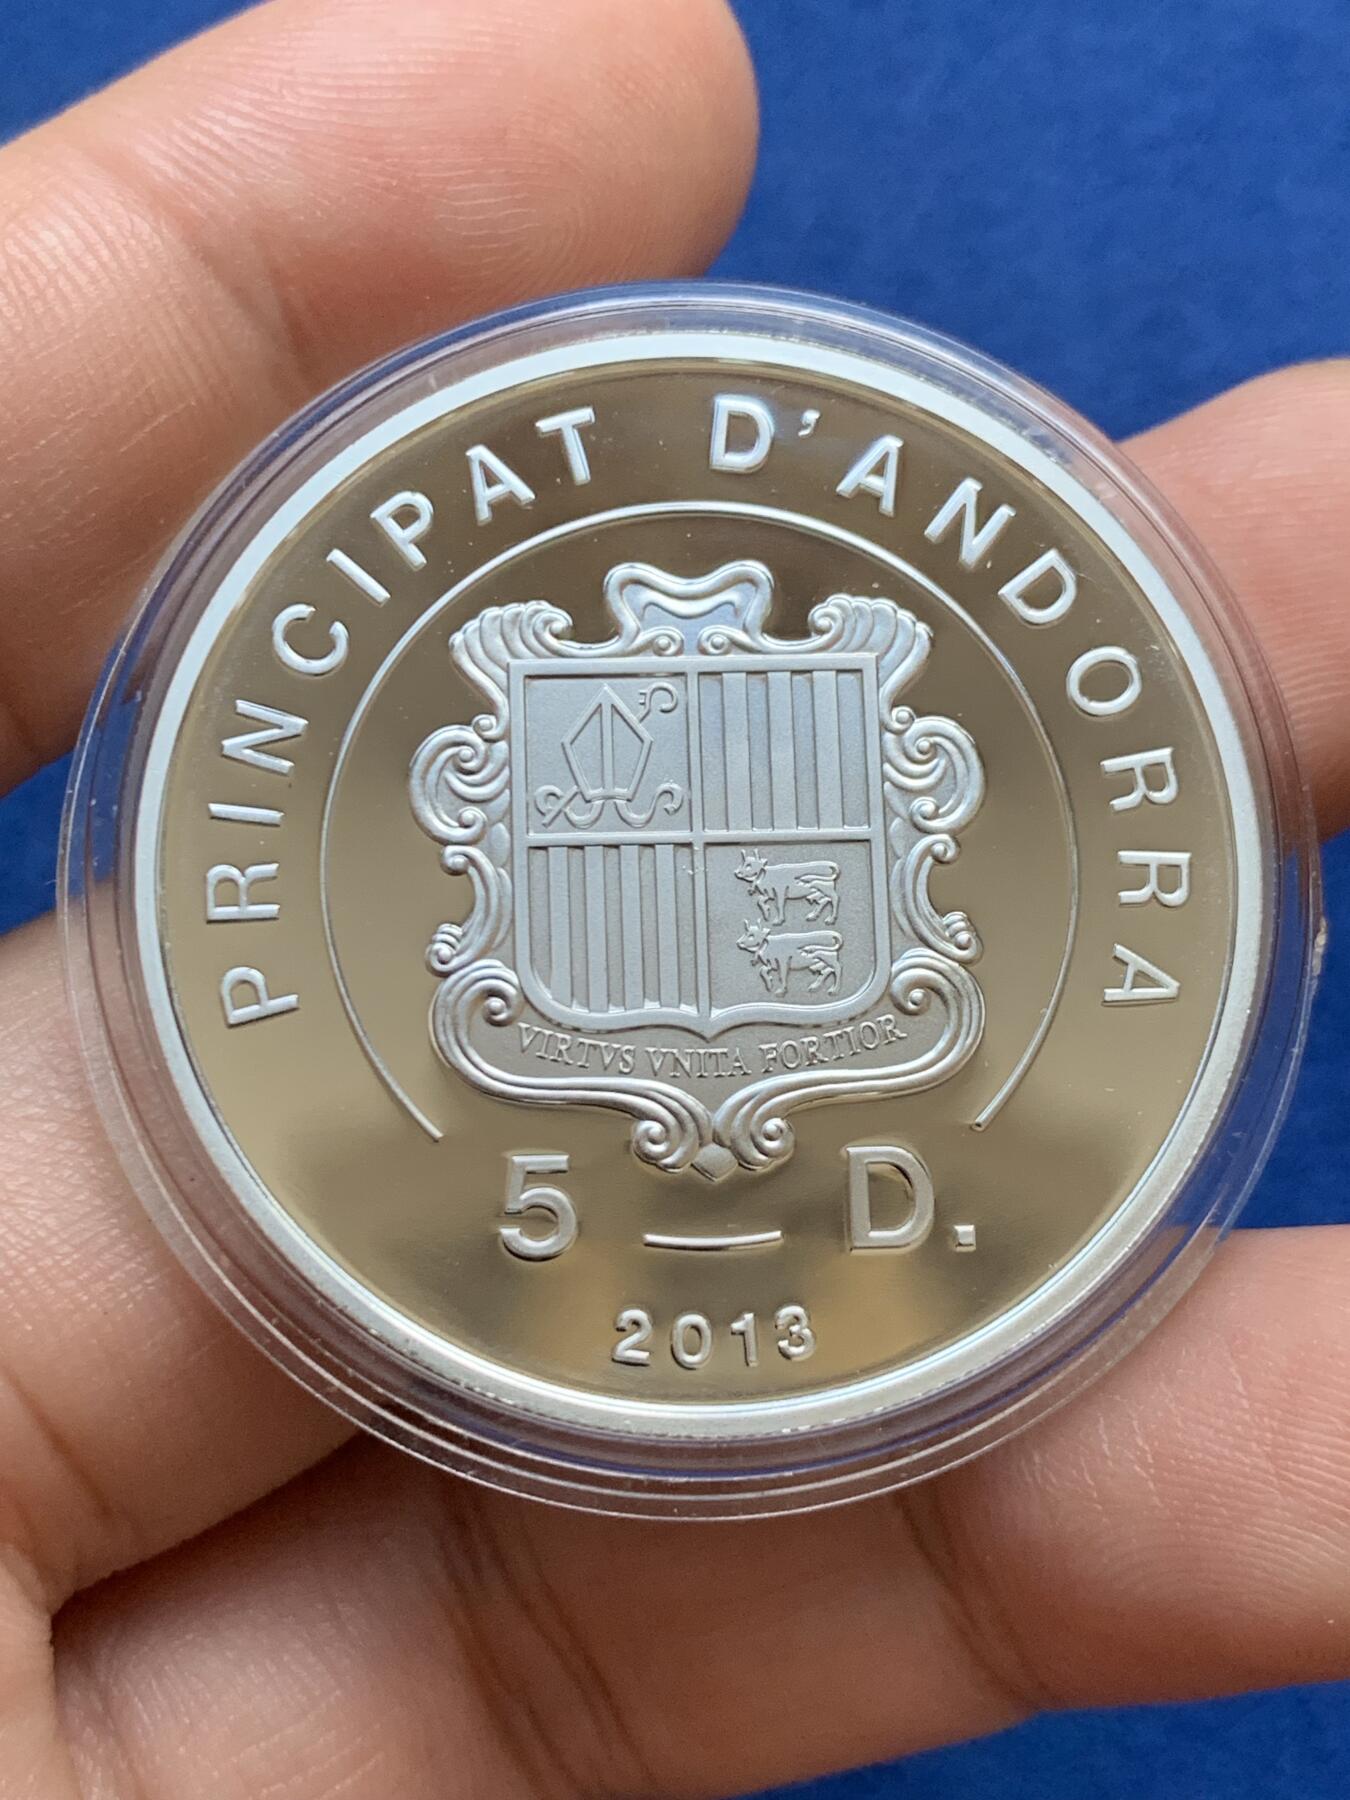 PRINCIPAT D'ANDORRA
VIRTVS VNITA FORTIOR
5 D.
2013